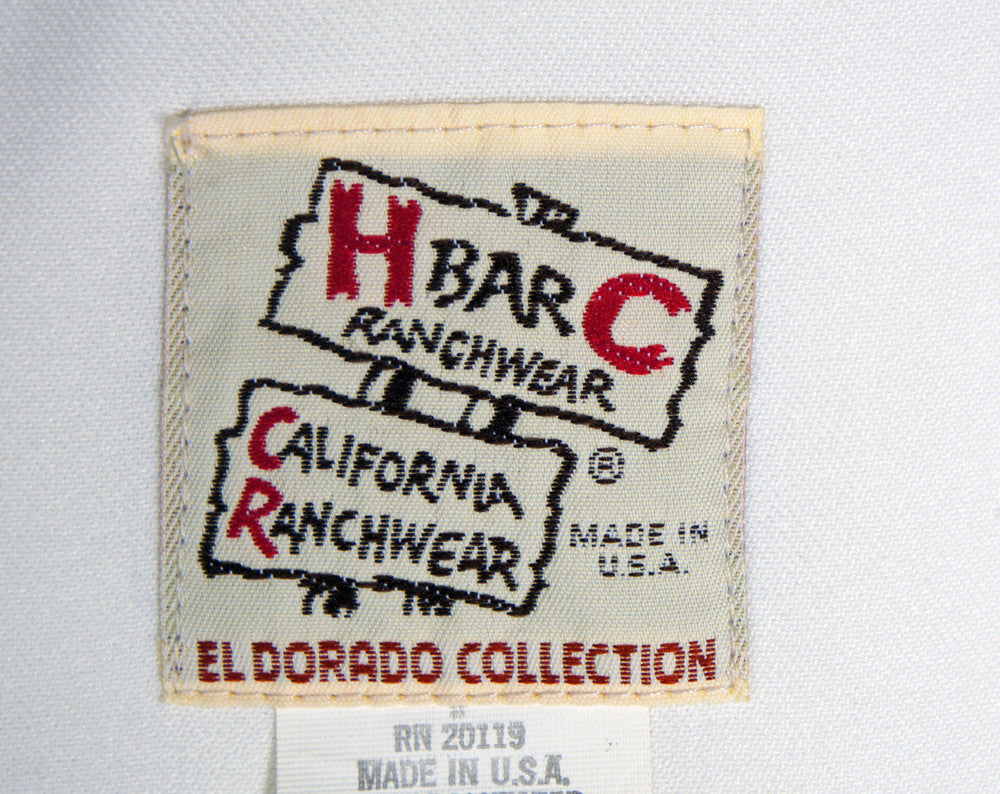 H BAR C
RANCHWEAR
CALIFORNIA
RANCHWEAR
®
MADE IN
U.S.A.
EL DORADO COLLECTION
RN 20119
MADE IN U.S.A.